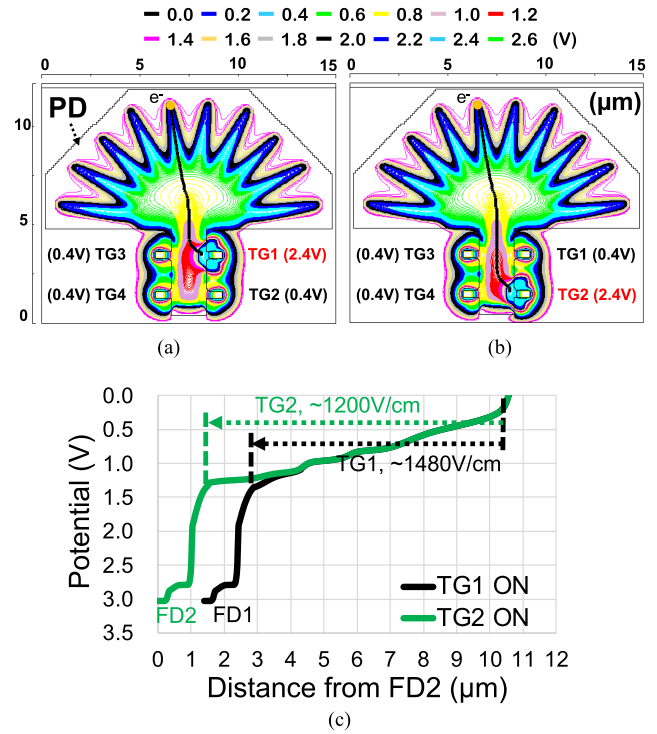 0.0 0.2 0.4 0.6 0.8 1.0 1.2
1.4 1.6 1.8 2.0 2.2 2.4 2.6 (V)
0 5 10 15 0 5 10 15
PD e- e- (µm)
10
5
0
(0.4V) TG3 TG1 (2.4V) (0.4V) TG3 TG1 (0.4V)
(0.4V) TG4 TG2 (0.4V) (0.4V) TG4 TG2 (2.4V)
(a) (b)
Potential (V)
0.0
0.5
1.0
1.5
2.0
2.5
3.0
3.5
TG2, ~1200V/cm
TG1, ~1480V/cm
TG1 ON
TG2 ON
FD2 FD1
0 1 2 3 4 5 6 7 8 9 10 11 12
Distance from FD2 (µm)
(c)